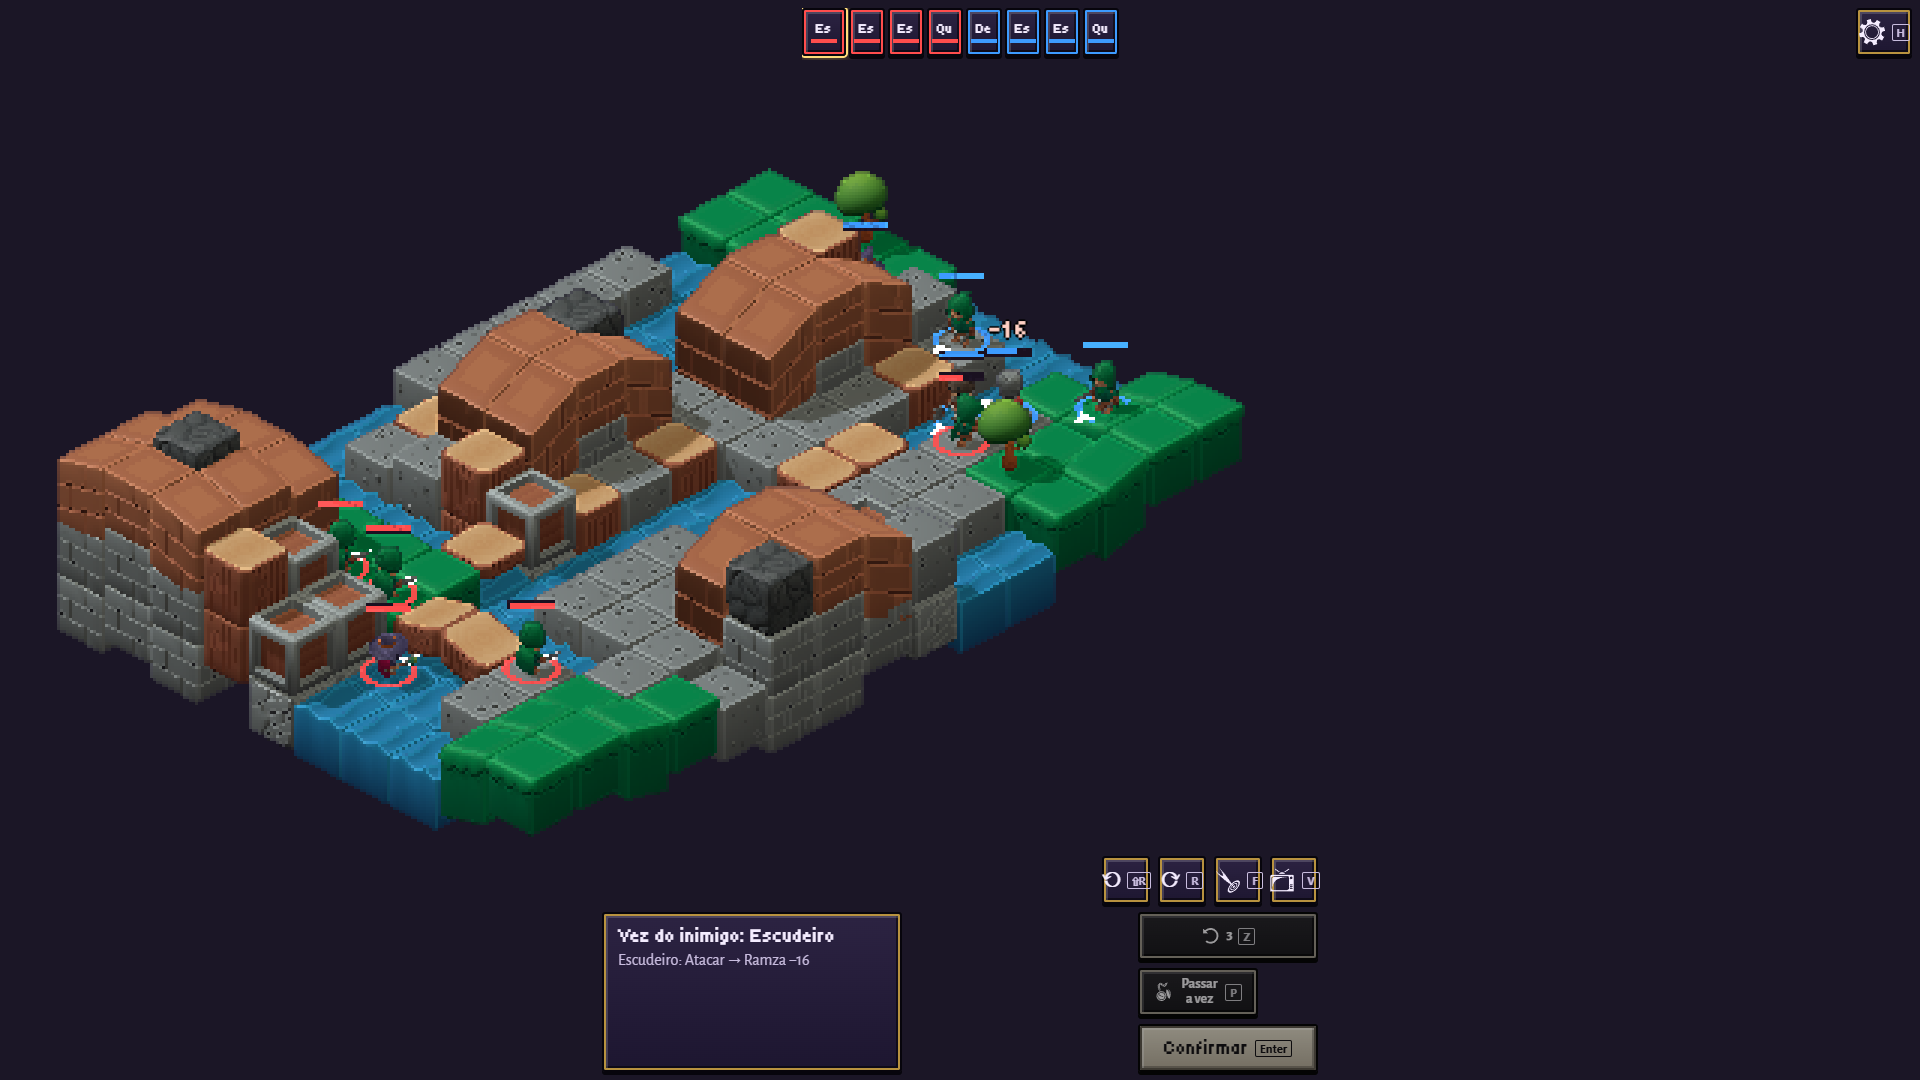 Es Es Es Qu De Es Es Qu
H
-16
R R F V
3 Z
Vez do inimigo: Escudeiro
Escudeiro: Atacar → Ramza −16
Passar
a vez P
Confirmar Enter